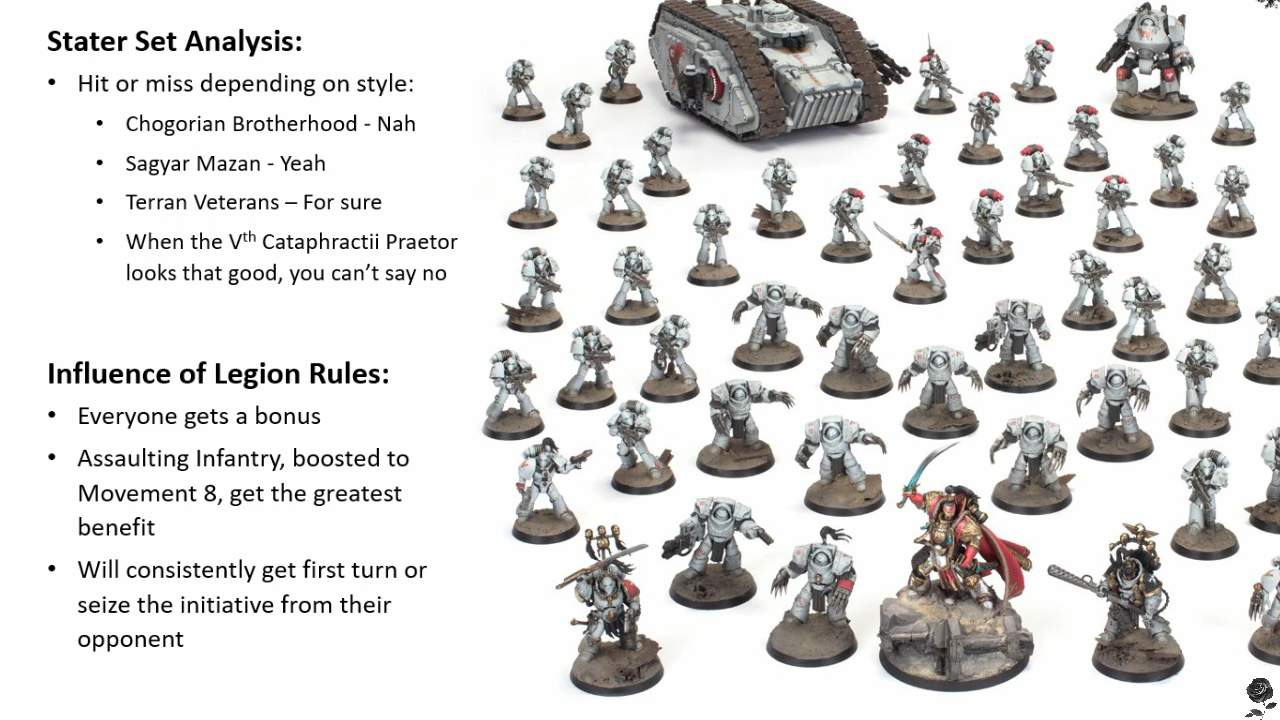 Stater Set Analysis:
• Hit or miss depending on style:
• Chogorian Brotherhood - Nah
• Sagyar Mazan - Yeah
• Terran Veterans – For sure
• When the Vth Cataphractii Praetor
looks that good, you can’t say no
Influence of Legion Rules:
• Everyone gets a bonus
• Assaulting Infantry, boosted to
Movement 8, get the greatest
benefit
• Will consistently get first turn or
seize the initiative from their
opponent